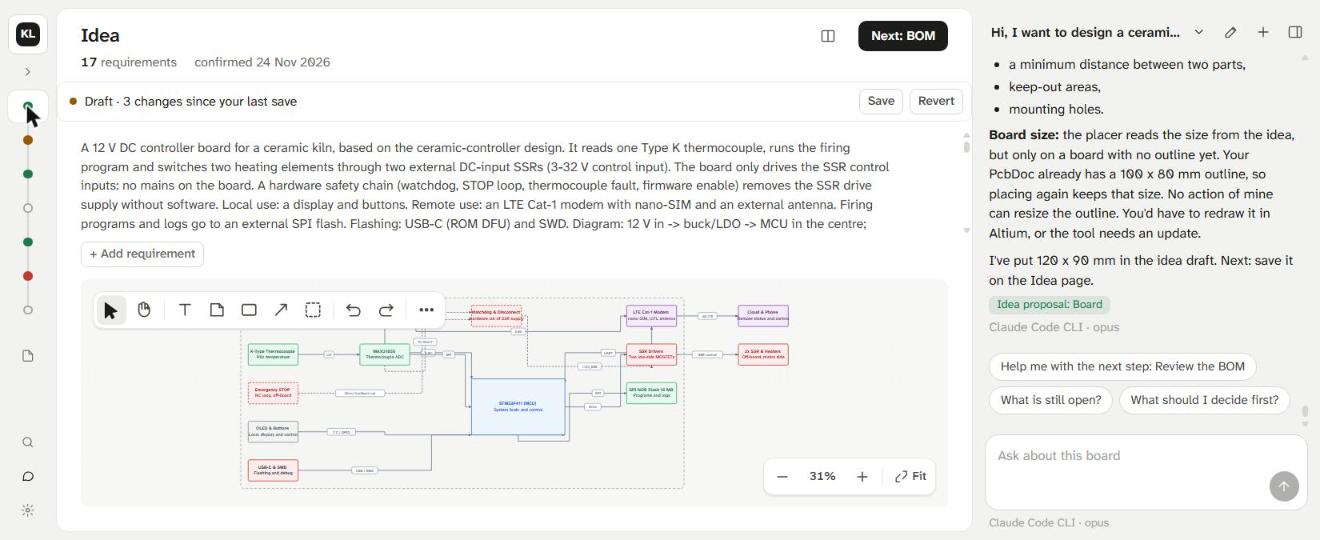 KL
Idea
Next: BOM
17 requirements confirmed 24 Nov 2026
Draft · 3 changes since your last save
Save
Revert
A 12 V DC controller board for a ceramic kiln, based on the ceramic-controller design. It reads one Type K thermocouple, runs the firing
program and switches two heating elements through two external DC-input SSRs (3-32 V control input). The board only drives the SSR control
inputs: no mains on the board. A hardware safety chain (watchdog, STOP loop, thermocouple fault, firmware enable) removes the SSR drive
supply without software. Local use: a display and buttons. Remote use: an LTE Cat-1 modem with nano-SIM and an external antenna. Firing
programs and logs go to an external SPI flash. Flashing: USB-C (ROM DFU) and SWD. Diagram: 12 V in -> buck/LDO -> MCU in the centre;
+ Add requirement
Watchdog & Disconnect
LTE Cat-1 Modem
Cloud & Phone
K-Type Thermocouple
Thermocouple ADC
SSR Drivers
2x SSR & Heaters
Emergency STOP
SPI NOR Flash 16 MB
Programs and logs
OLED & Buttons
Local display and control
USB-C & SWD
Flashing and debug
31%
Fit
Hi, I want to design a cerami...
• a minimum distance between two parts,
• keep-out areas,
• mounting holes.
Board size: the placer reads the size from the idea,
but only on a board with no outline yet. Your
PcbDoc already has a 100 x 80 mm outline, so
placing again keeps that size. No action of mine
can resize the outline. You'd have to redraw it in
Altium, or the tool needs an update.
I've put 120 x 90 mm in the idea draft. Next: save it
on the Idea page.
Idea proposal: Board
Claude Code CLI · opus
Help me with the next step: Review the BOM
What is still open?
What should I decide first?
Ask about this board
Claude Code CLI · opus